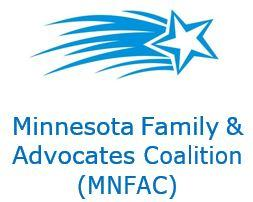 Minnesota Family &
Advocates Coalition
(MNFAC)